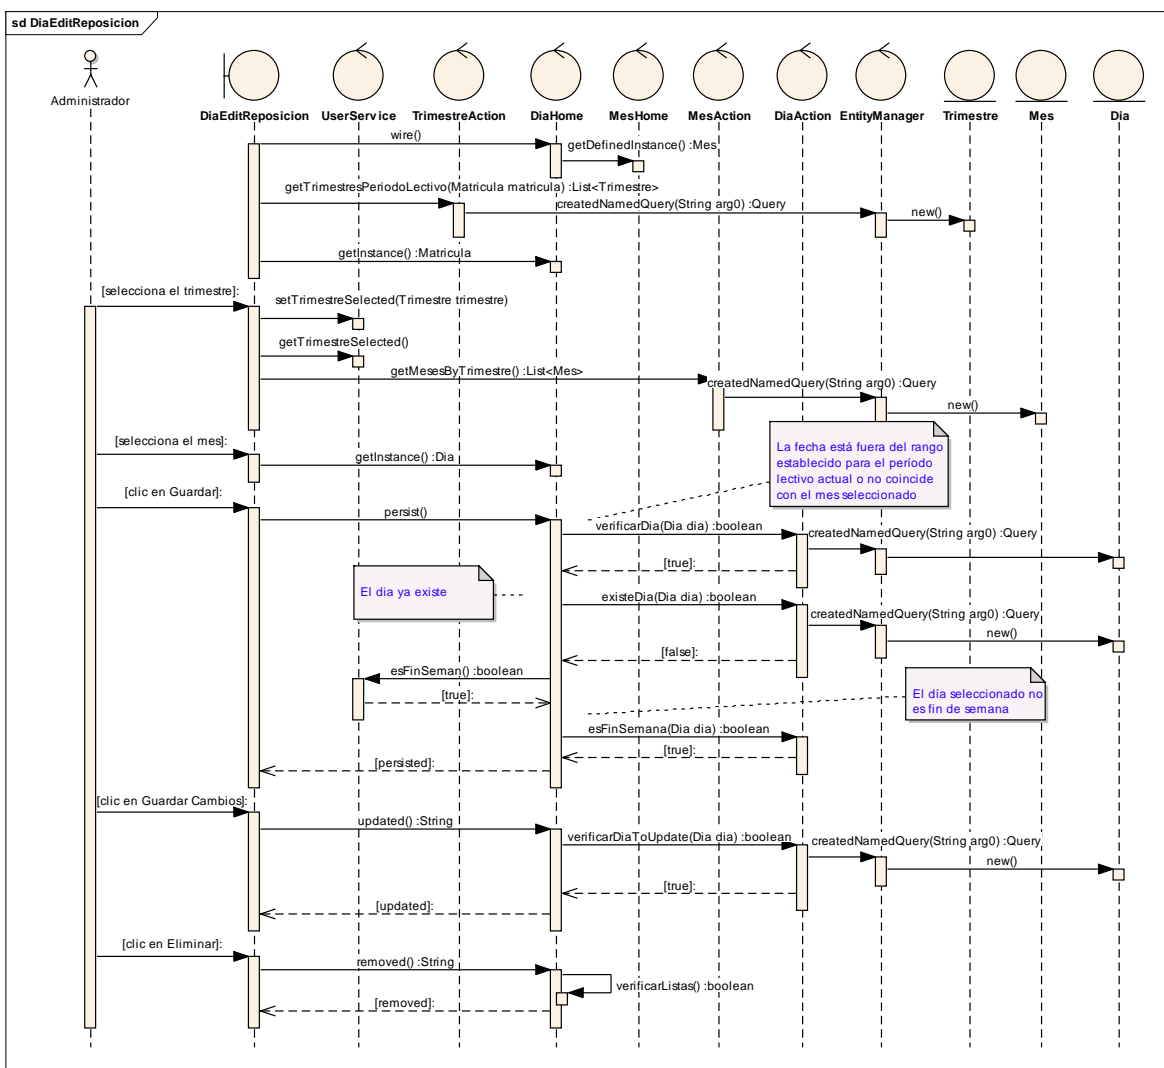 sd DiaEditReposicion
Administrador
DiaEditReposicion
UserService
TrimestreAction
DiaHome
MesHome
MesAction
DiaAction
EntityManager
Trimestre
Mes
Dia
wire()
getDefinedInstance() :Mes
getTrimestresPeriodoLectivo(Matricula matricula) :List<Trimestre>
createdNamedQuery(String arg0) :Query
new()
getInstance() :Matricula
[selecciona el trimestre]:
setTrimestreSelected(Trimestre trimestre)
getTrimestreSelected()
getMesesByTrimestre() :List<Mes>
createdNamedQuery(String arg0) :Query
new()
[selecciona el mes]:
getInstance() :Dia
La fecha está fuera del rango
establecido para el período
lectivo actual o no coincide
con el mes seleccionado
[clic en Guardar]:
persist()
verificarDia(Dia dia) :boolean
createdNamedQuery(String arg0) :Query
[true]:
El dia ya existe
existeDia(Dia dia) :boolean
createdNamedQuery(String arg0) :Query
new()
[false]:
esFinSeman() :boolean
[true]:
El día seleccionado no
es fin de semana
esFinSemana(Dia dia) :boolean
[true]:
[persisted]:
[clic en Guardar Cambios]:
updated() :String
verificarDiaToUpdate(Dia dia) :boolean
createdNamedQuery(String arg0) :Query
new()
[true]:
[updated]:
[clic en Eliminar]:
removed() :String
verificarListas() :boolean
[removed]: